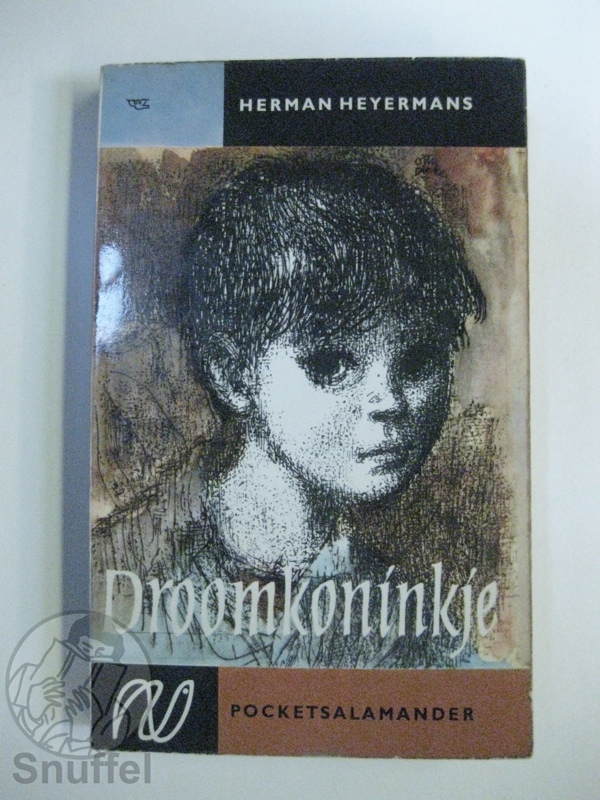 HERMAN HEYERMANS
Droomkoninkje
POCKETSALAMANDER
Snuffel